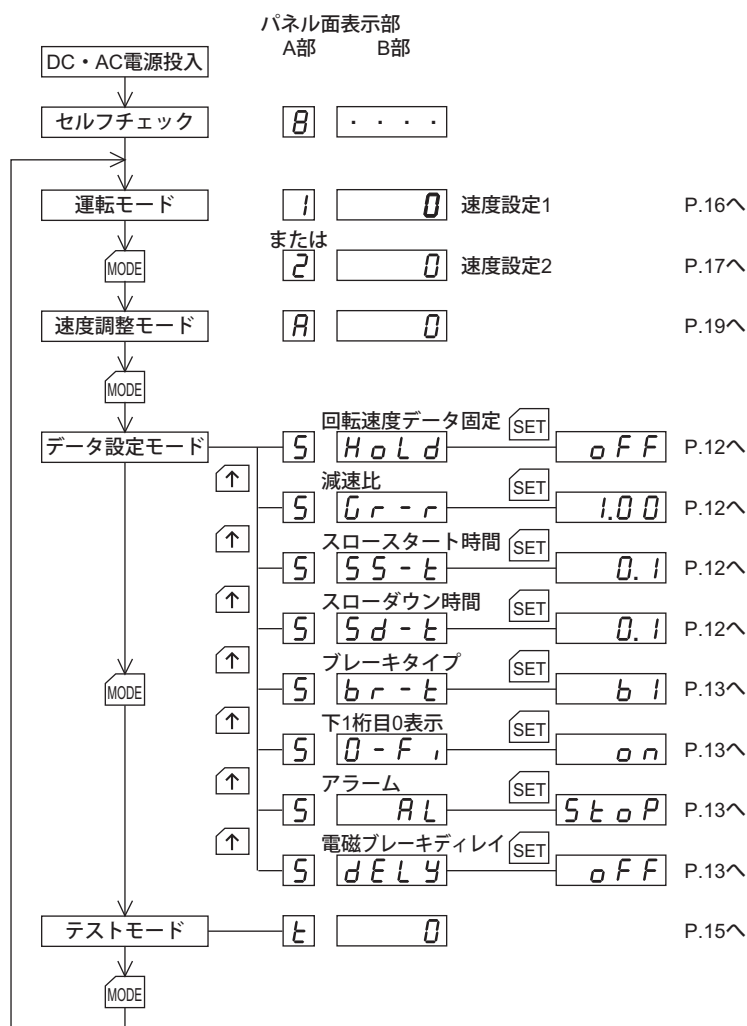 パネル面表示部
A部 B部
DC・AC電源投入
セルフチェック 8 ・・・・
運転モード 1 0 速度設定1 P.16へ
または
MODE 2 0 速度設定2 P.17へ
速度調整モード A 0 P.19へ
MODE
回転速度データ固定 SET
データ設定モード S HoLd oFF P.12へ
↑ 減速比 SET
S Gr-r 1.00 P.12へ
↑ スロースタート時間 SET
S SS-t 0.1 P.12へ
↑ スローダウン時間 SET
S Sd-t 0.1 P.12へ
↑ ブレーキタイプ SET
MODE S br-t b1 P.13へ
↑ 下1桁目0表示 SET
S 0-Fi on P.13へ
↑ アラーム SET
S AL StoP P.13へ
↑ 電磁ブレーキディレイ SET
S dELY oFF P.13へ
テストモード t 0 P.15へ
MODE